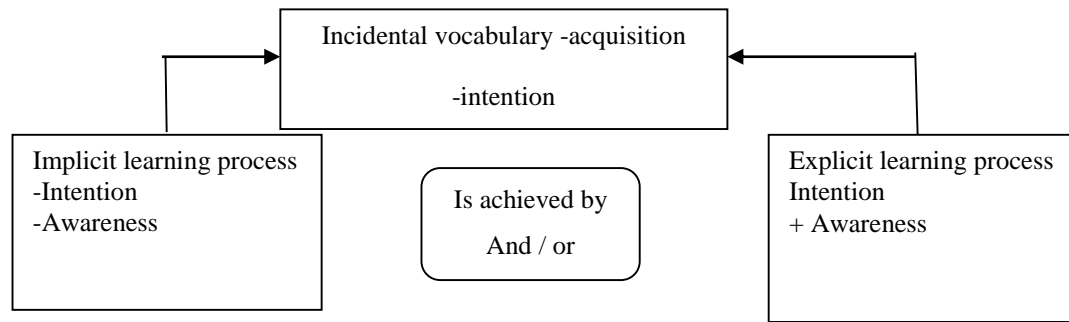 Incidental vocabulary -acquisition
-intention
Implicit learning process
-Intention
-Awareness
Is achieved by
And / or
Explicit learning process
Intention
+ Awareness